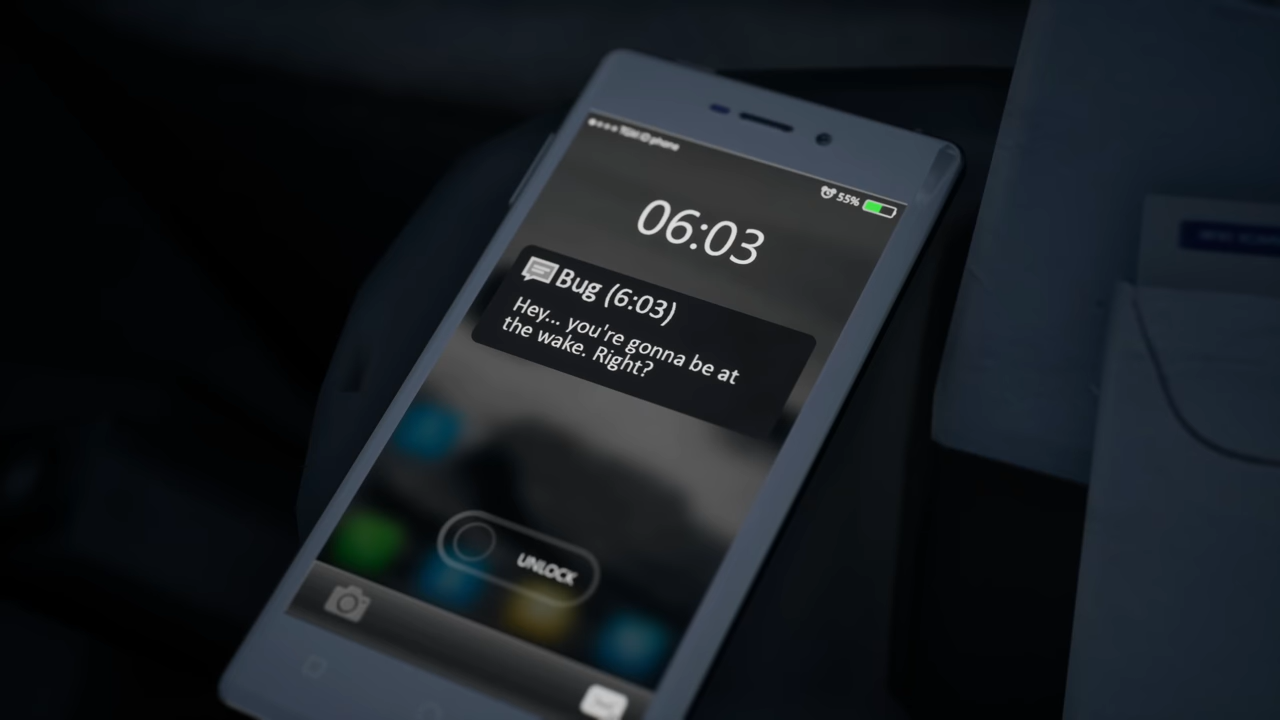 55%
06:03
Bug (6:03)
Hey... you're gonna be at
the wake. Right?
UNLOCK